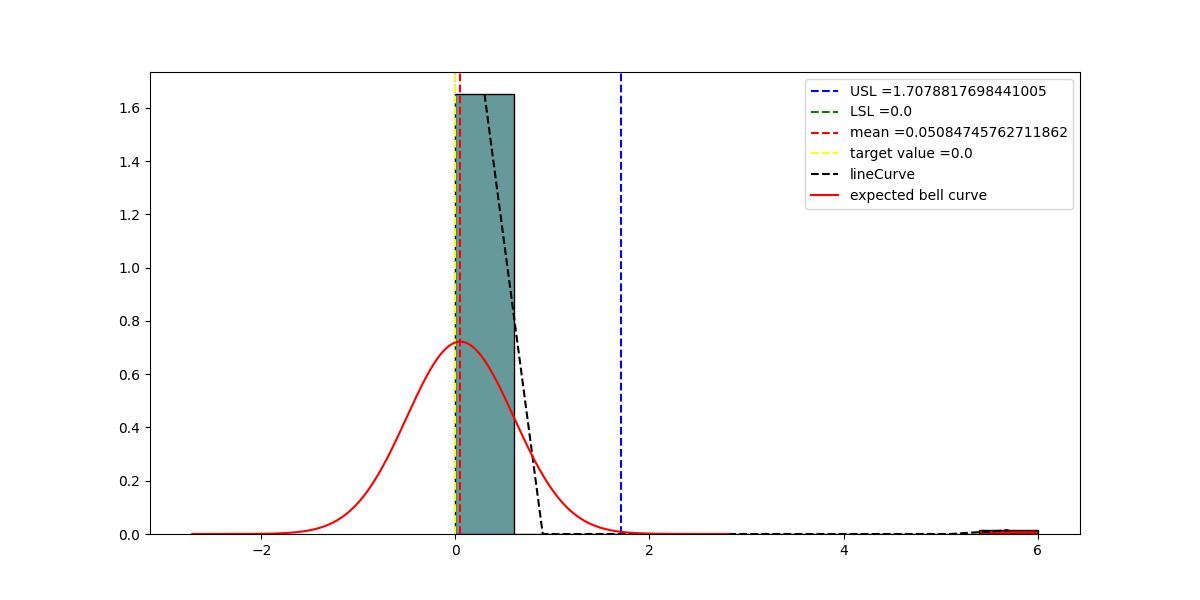 USL =1.7078817698441005
LSL =0.0
mean =0.05084745762711862
target value =0.0
lineCurve
expected bell curve
1.6
1.4
1.2
1.0
0.8
0.6
0.4
0.2
0.0
−2
0
2
4
6